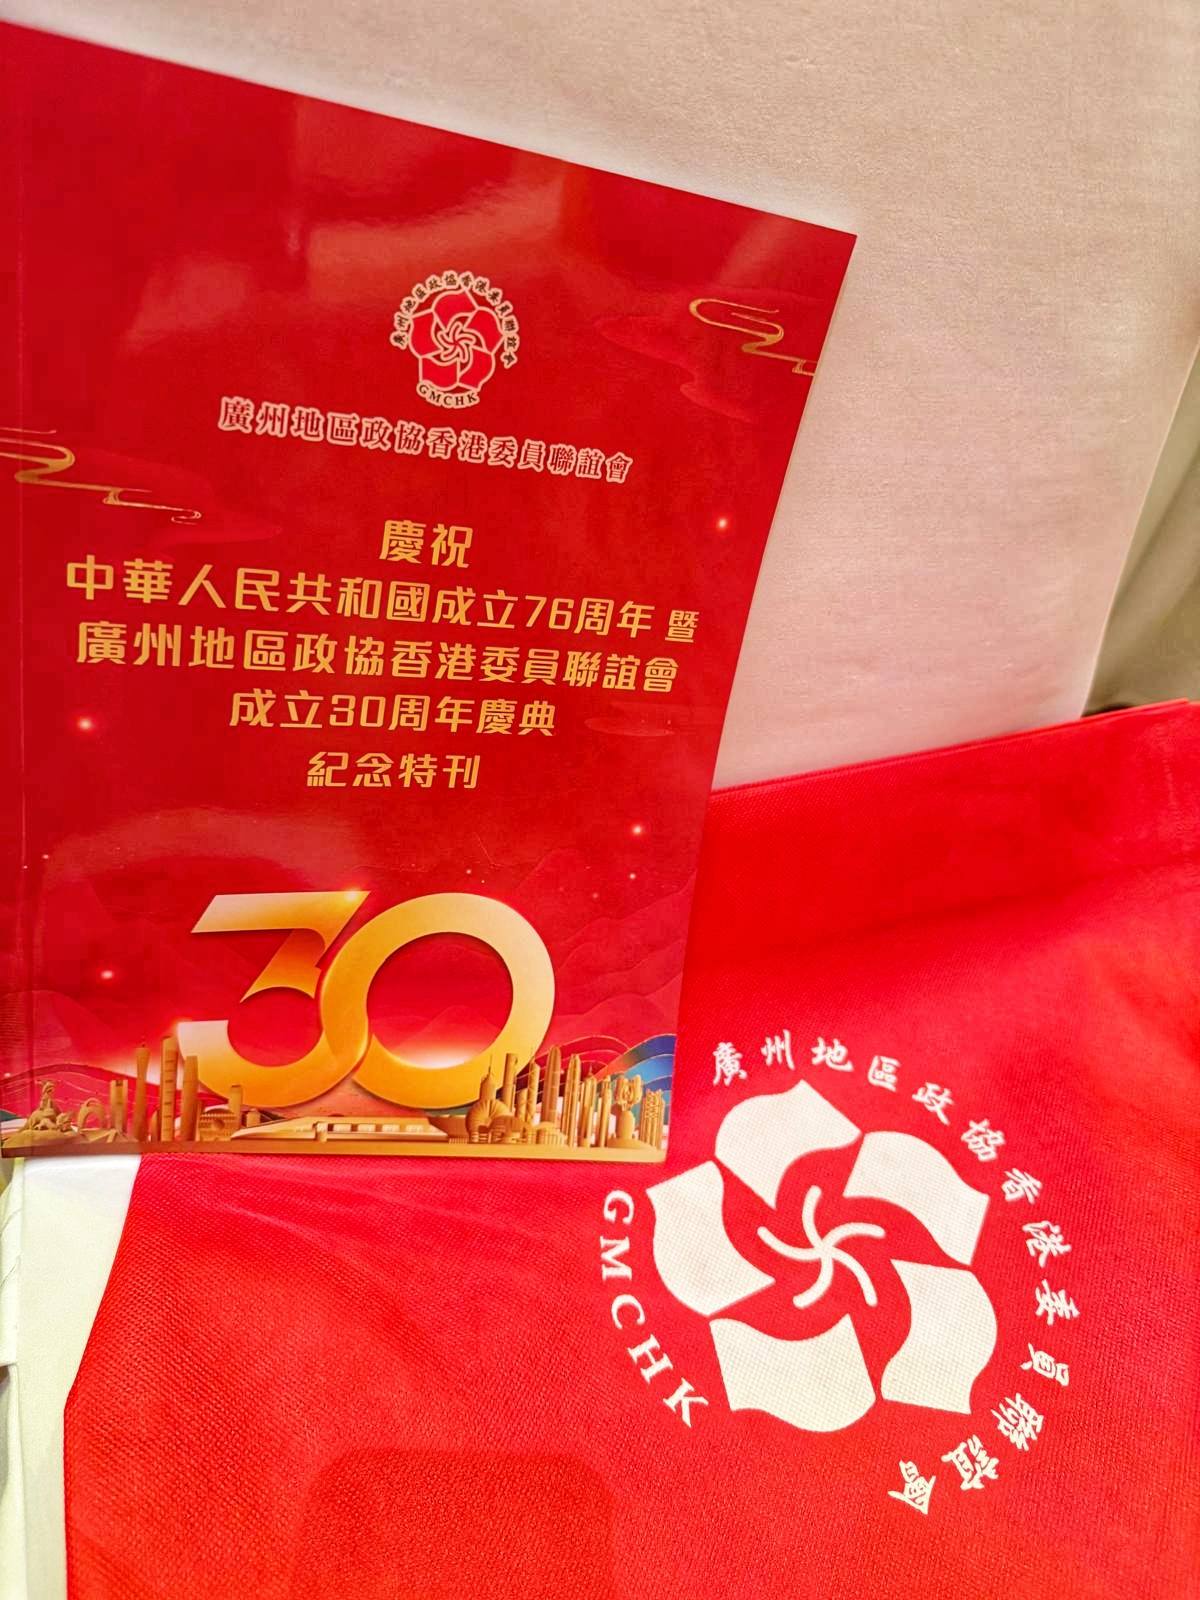 廣州地區政協香港委員聯誼會
GMCHK
廣州地區政協香港委員聯誼會
慶祝
中華人民共和國成立76周年 暨
廣州地區政協香港委員聯誼會
成立30周年慶典
紀念特刊
30
廣州地區政協香港委員聯誼會
GMCHK